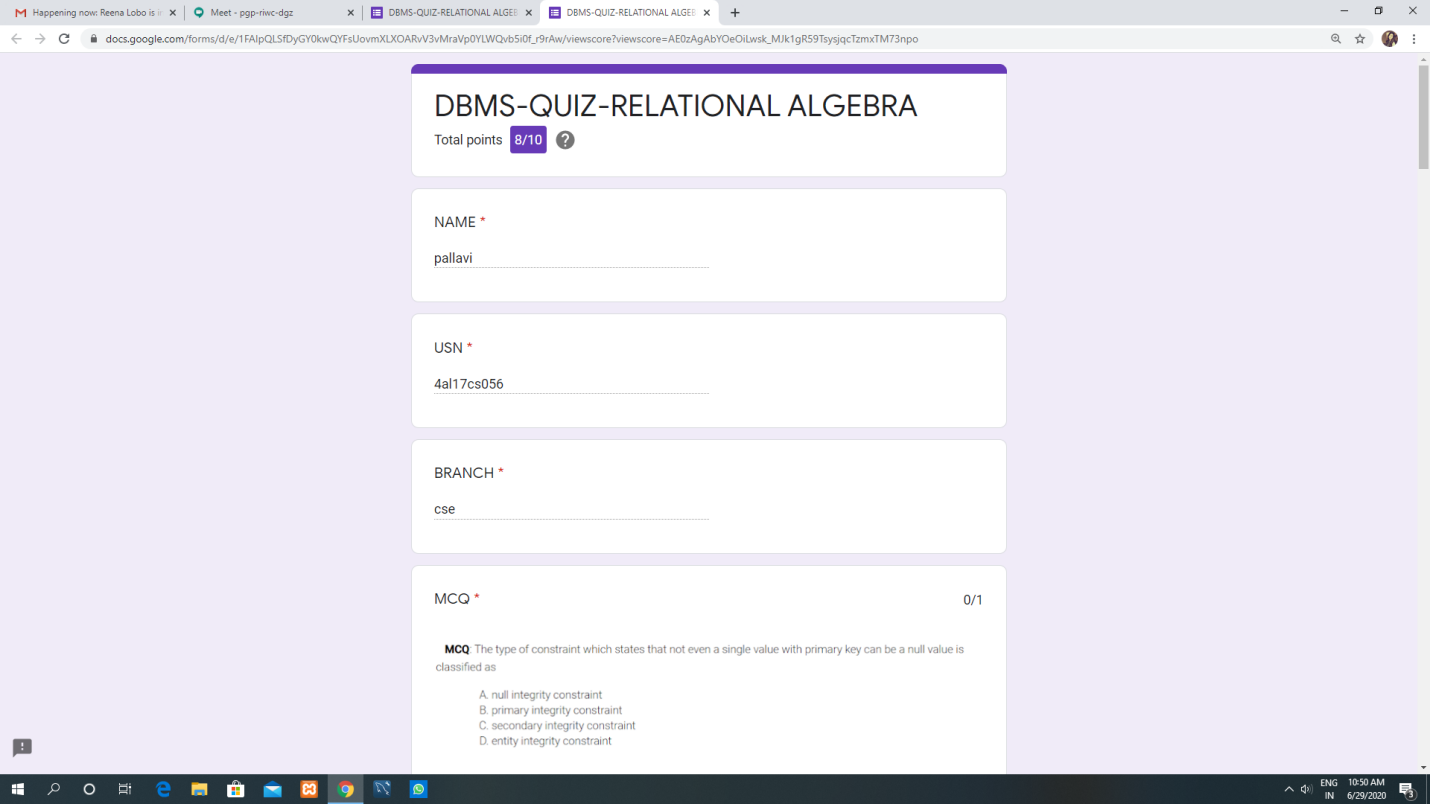 Happening now: Reena Lobo is in
Meet - pgp-riwc-dgz
DBMS-QUIZ-RELATIONAL ALGEB
DBMS-QUIZ-RELATIONAL ALGEB
docs.google.com/forms/d/e/1FAIpQLSfDyGY0kwQYFsUovmXLXOARvV3vMraVp0YLWQvb5i0f_r9rAw/viewscore?viewscore=AE0zAgAbYOeOiLwsk_MJk1gR59TsysjqcTzmxTM73npo
DBMS-QUIZ-RELATIONAL ALGEBRA
Total points 8/10 ?
NAME *
pallavi
USN *
4al17cs056
BRANCH *
cse
MCQ * 0/1
MCQ: The type of constraint which states that not even a single value with primary key can be a null value is
classified as
A. null integrity constraint
B. primary integrity constraint
C. secondary integrity constraint
D. entity integrity constraint
ENG 10:50 AM
IN 6/29/2020 3